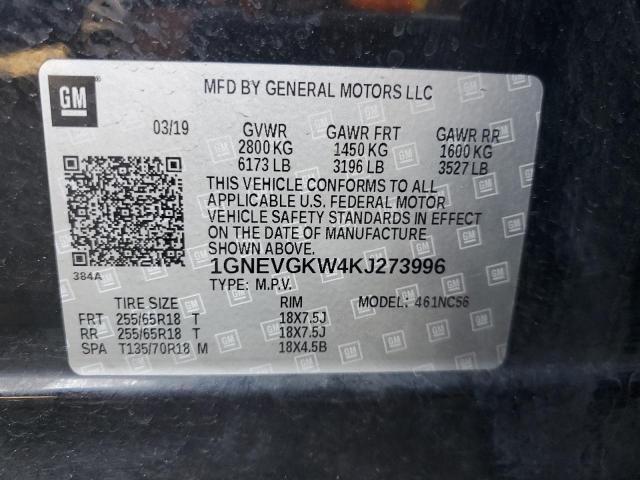 GM
MFD BY GENERAL MOTORS LLC
03/19 GVWR GAWR FRT GAWR RR
2800 KG 1450 KG 1600 KG
6173 LB 3196 LB 3527 LB
THIS VEHICLE CONFORMS TO ALL
APPLICABLE U.S. FEDERAL MOTOR
VEHICLE SAFETY STANDARDS IN EFFECT
ON THE DATE OF MANUFACTURE
SHOWN ABOVE.
384A
1GNEVGKW4KJ273996
TYPE: M.P.V.
TIRE SIZE RIM MODEL: 461NC56
FRT 255/65R18 T 18X7.5J
RR 255/65R18 T 18X7.5J
SPA T135/70R18 M 18X4.5B